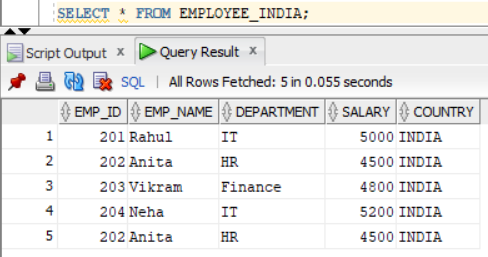 SELECT * FROM EMPLOYEE_INDIA;
Script Output x Query Result x
SQL | All Rows Fetched: 5 in 0.055 seconds
EMP_ID EMP_NAME DEPARTMENT SALARY COUNTRY
1 201 Rahul IT 5000 INDIA
2 202 Anita HR 4500 INDIA
3 203 Vikram Finance 4800 INDIA
4 204 Neha IT 5200 INDIA
5 202 Anita HR 4500 INDIA